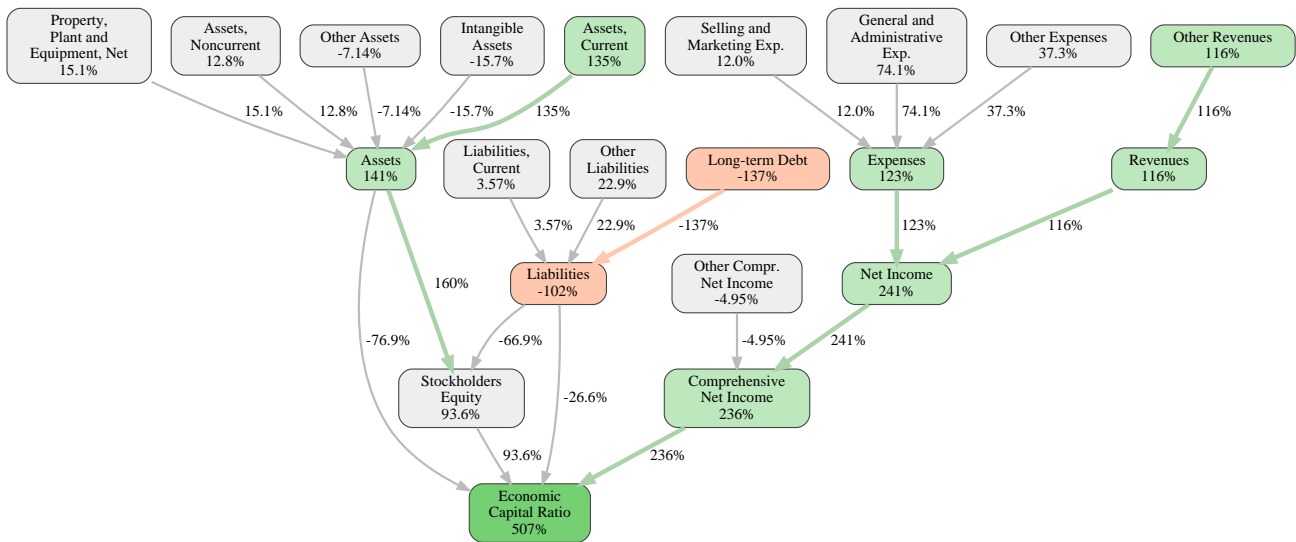 Property,
Plant and
Equipment, Net
15.1%
Assets,
Noncurrent
12.8%
Other Assets
-7.14%
Intangible
Assets
-15.7%
Assets,
Current
135%
Selling and
Marketing Exp.
12.0%
General and
Administrative
Exp.
74.1%
Other Expenses
37.3%
Other Revenues
116%
15.1%
12.8%
-7.14%
-15.7%
135%
12.0%
74.1%
37.3%
116%
Assets
141%
Liabilities,
Current
3.57%
Other
Liabilities
22.9%
Long-term Debt
-137%
Expenses
123%
Revenues
116%
3.57%
22.9%
-137%
123%
116%
160%
Liabilities
-102%
Other Compr.
Net Income
-4.95%
Net Income
241%
-76.9%
-66.9%
-4.95%
241%
Stockholders
Equity
93.6%
-26.6%
Comprehensive
Net Income
236%
93.6%
236%
Economic
Capital Ratio
507%